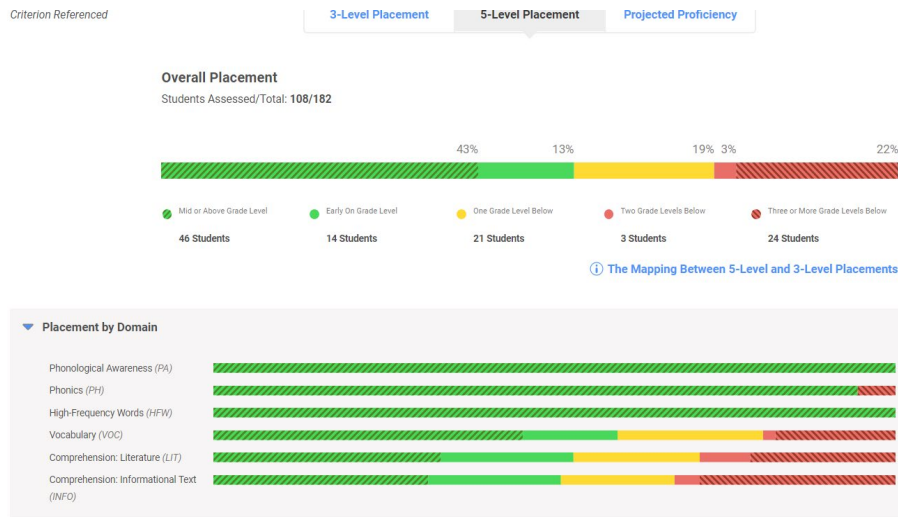 Criterion Referenced
3-Level Placement
5-Level Placement
Projected Proficiency
Overall Placement
Students Assessed/Total: 108/182
43%
13%
19%
3%
22%
Mid or Above Grade Level
Early On Grade Level
One Grade Level Below
Two Grade Levels Below
Three or More Grade Levels Below
46 Students
14 Students
21 Students
3 Students
24 Students
The Mapping Between 5-Level and 3-Level Placements
Placement by Domain
Phonological Awareness (PA)
Phonics (PH)
High-Frequency Words (HFW)
Vocabulary (VOC)
Comprehension: Literature (LIT)
Comprehension: Informational Text
(INFO)